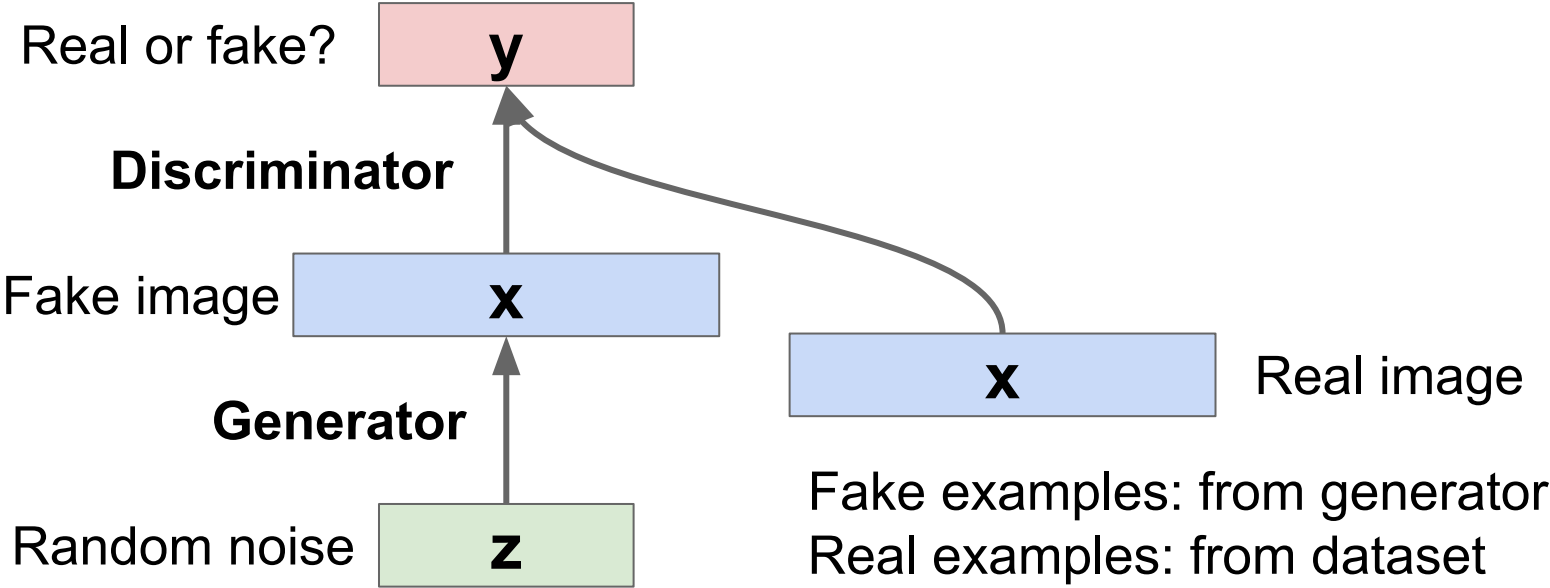 Real or fake?
y
Discriminator
Fake image
x
x
Real image
Generator
Fake examples: from generator
Random noise
z
Real examples: from dataset